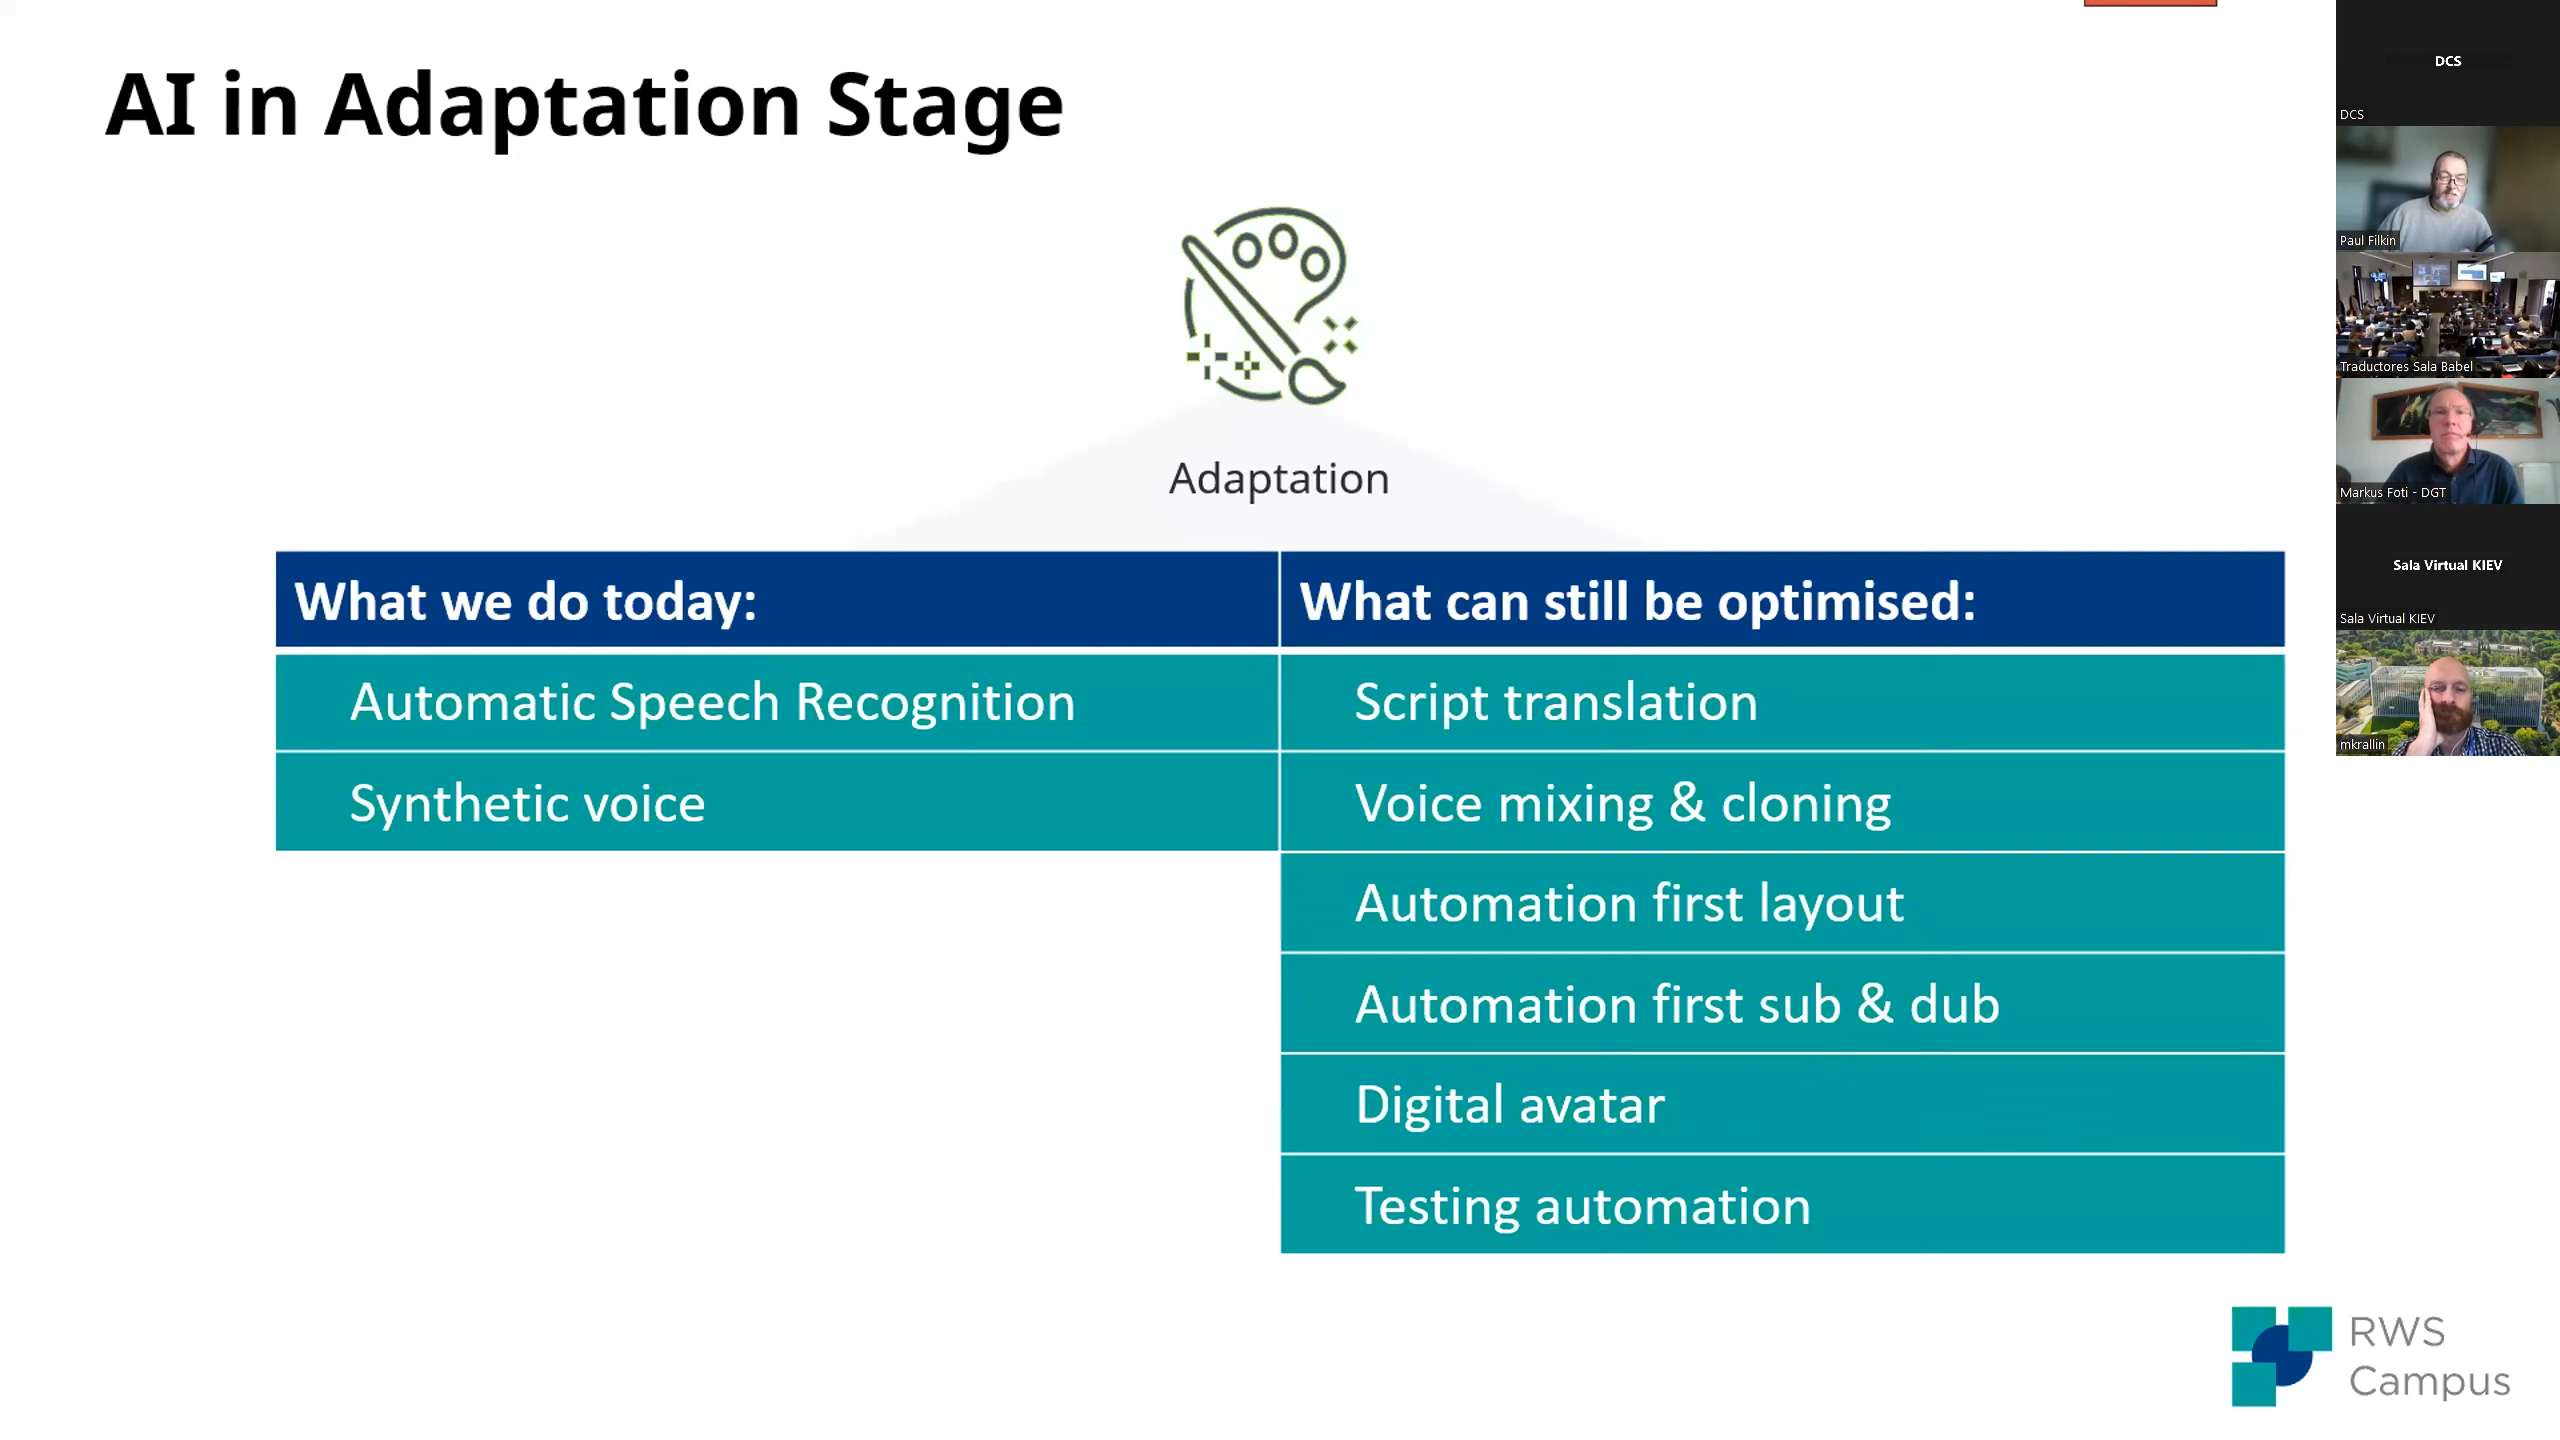 AI in Adaptation Stage
Adaptation
What we do today:
Automatic Speech Recognition
Synthetic voice
What can still be optimised:
Script translation
Voice mixing & cloning
Automation first layout
Automation first sub & dub
Digital avatar
Testing automation
RWS
Campus
DCS
DCS
Paul Filkin
Traductores Sala Babel
Markus Foti - DGT
Sala Virtual KIEV
Sala Virtual KIEV
mkrallin